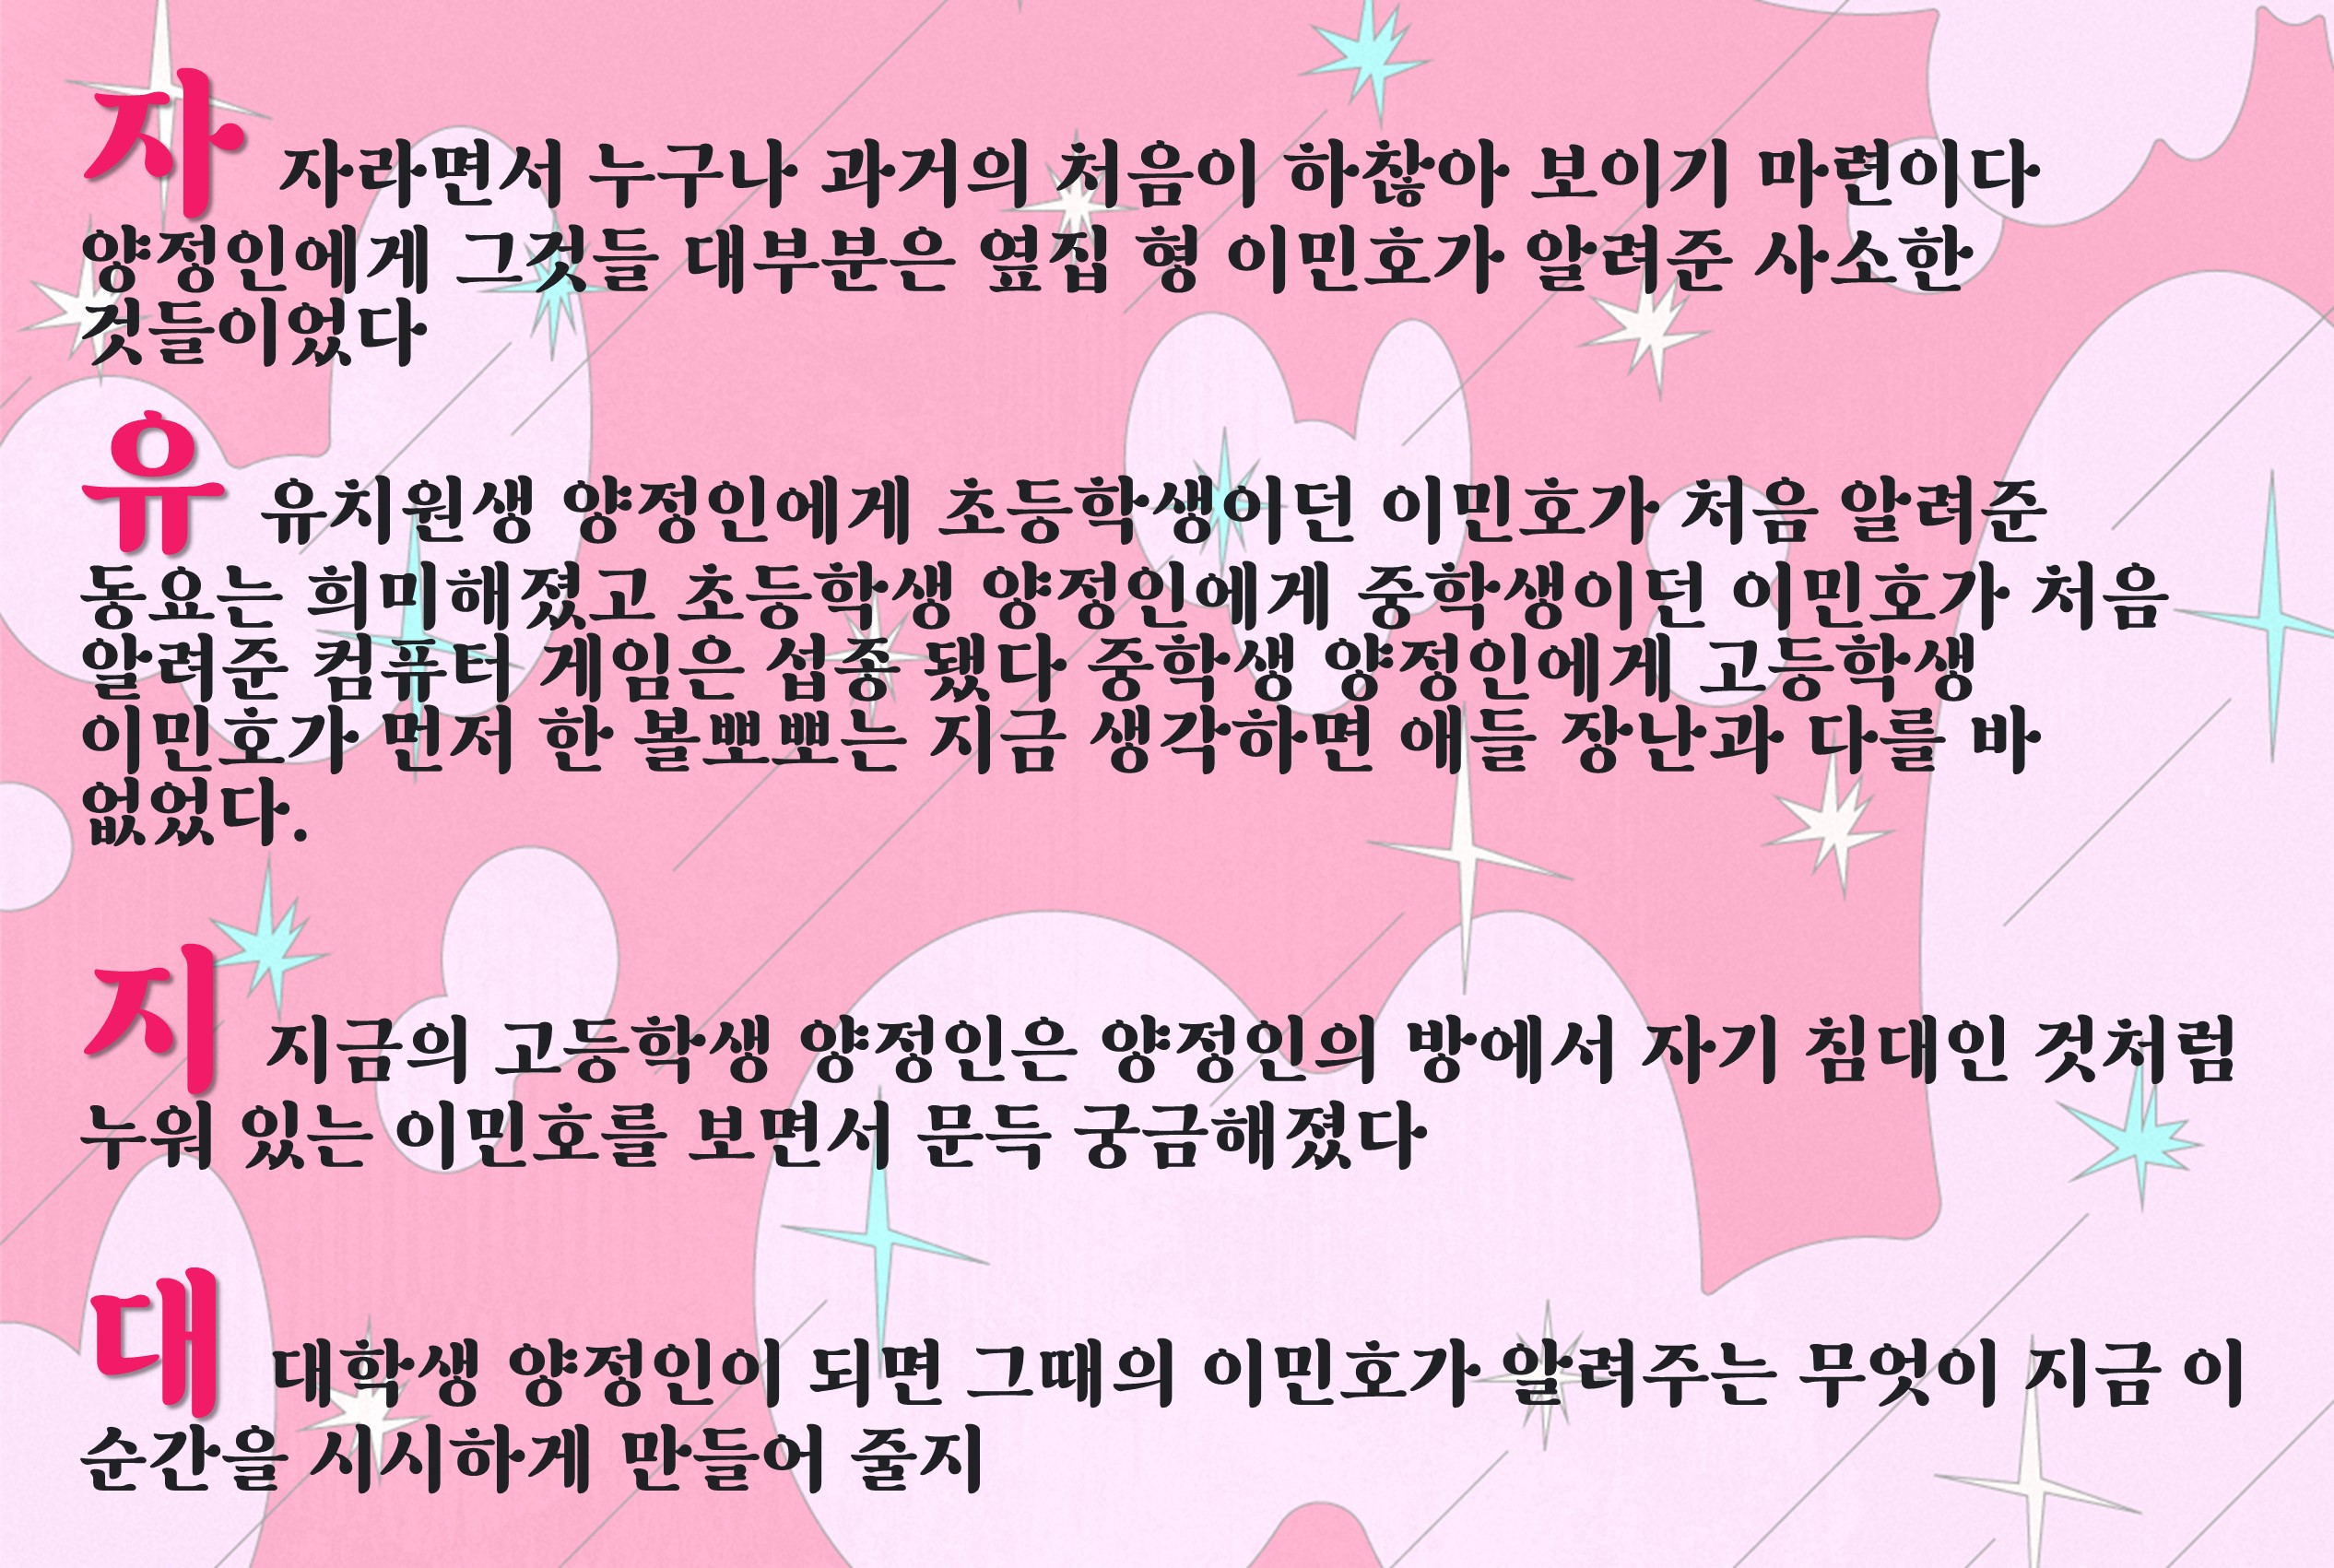 자 자라면서 누구나 과거의 처음이 하찮아 보이기 마련이다
양정인에게 그것들 대부분은 옆집 형 이민호가 알려준 사소한
것들이었다
유 유치원생 양정인에게 초등학생이던 이민호가 처음 알려준
동요는 희미해졌고 초등학생 양정인에게 중학생이던 이민호가 처음
알려준 컴퓨터 게임은 섭종 됐다 중학생 양정인에게 고등학생
이민호가 먼저 한 볼뽀뽀는 지금 생각하면 애들 장난과 다를 바
없었다.
지 지금의 고등학생 양정인은 양정인의 방에서 자기 침대인 것처럼
누워 있는 이민호를 보면서 문득 궁금해졌다
대 대학생 양정인이 되면 그때의 이민호가 알려주는 무엇이 지금 이
순간을 시시하게 만들어 줄지